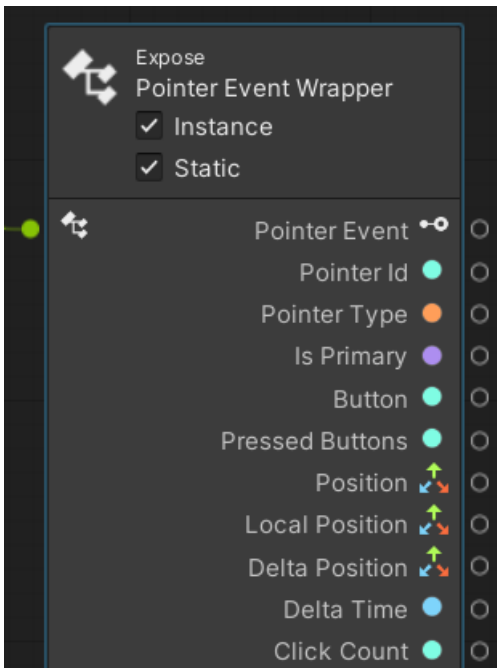 Expose
Pointer Event Wrapper
Instance
Static
Pointer Event
Pointer Id
Pointer Type
Is Primary
Button
Pressed Buttons
Position
Local Position
Delta Position
Delta Time
Click Count